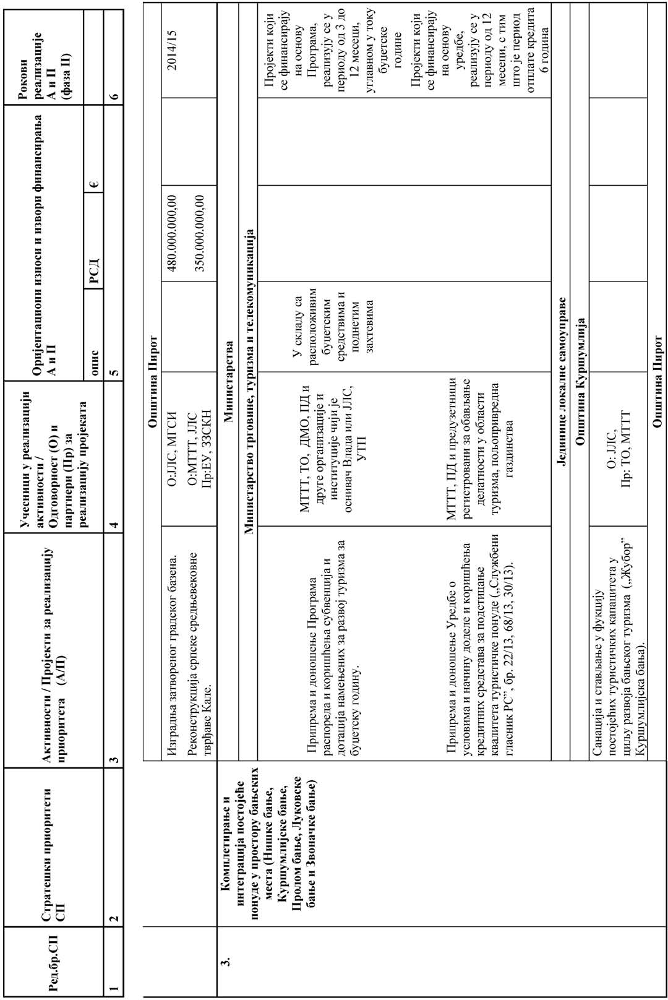 Ред.бр.СП
Стратешки приоритети
СП
Активности / Пројекти за реализацију
приоритета (А/П)
Учесници у реализацији
активности /
Одговорност (О) и
партнери (Пр) за
реализацију пројеката
Оријентациони износи и извори финансирања
А и П
опис
РСД
€
Рокови
реализације
А и П
(фаза II)
1
2
3
4
5
6
Општина Пирот
Изградња затвореног градског базена.
О:ЈЛС, МГСИ
480.000.000,00
2014/15
Реконструкција српске средњевековне
тврђаве Кале.
О:МТТТ, ЈЛС
Пр:ЕУ, ЗЗСКН
350.000.000,00
3.
Комплетирање и
интеграција постојеће
понуде у простору бањских
места (Нишке бање,
Куршумлијске бање,
Пролом бање, Луковске
бање и Звоначке бање)
Министарства
Министарство трговине, туризма и телекомуникација
Припрема и доношење Програма
распореда и коришћења субвенција и
дотација намењених за развој туризма за
буџетску годину.
МТТТ, ТО, ДМО, ПД и
друге организације и
институције чији је
оснивач Влада или ЈЛС,
УТП
У складу са
расположивим
буџетским
средствима и
поднетим
захтевима
Пројекти који
се финансирају
на основу
Програма,
реализују се у
периоду од 3 до
12 месеци,
углавном у току
буџетске
године
Припрема и доношење Уредбе о
условима и начину доделе и коришћења
кредитних средстава за подстицање
квалитета туристичке понуде („Службени
гласник РС”, бр. 22/13, 68/13, 30/13).
МТТТ, ПД и предузетници
регистровани за обављање
делатности у области
туризма, пољопривредна
газдинства
Пројекти који
се финансирају
на основу
уредбе,
реализују се у
периоду од 12
месеци, с тим
што је период
отплате кредита
6 година
Јединице локалне самоуправе
Општина Куршумлија
Санација и стављање у фукцију
постојећих туристичких капацитета у
циљу развоја бањског туризма („Жубор”
Куршумлијска бања).
О: ЈЛС,
Пр: ТО, МТТТ
Општина Пирот